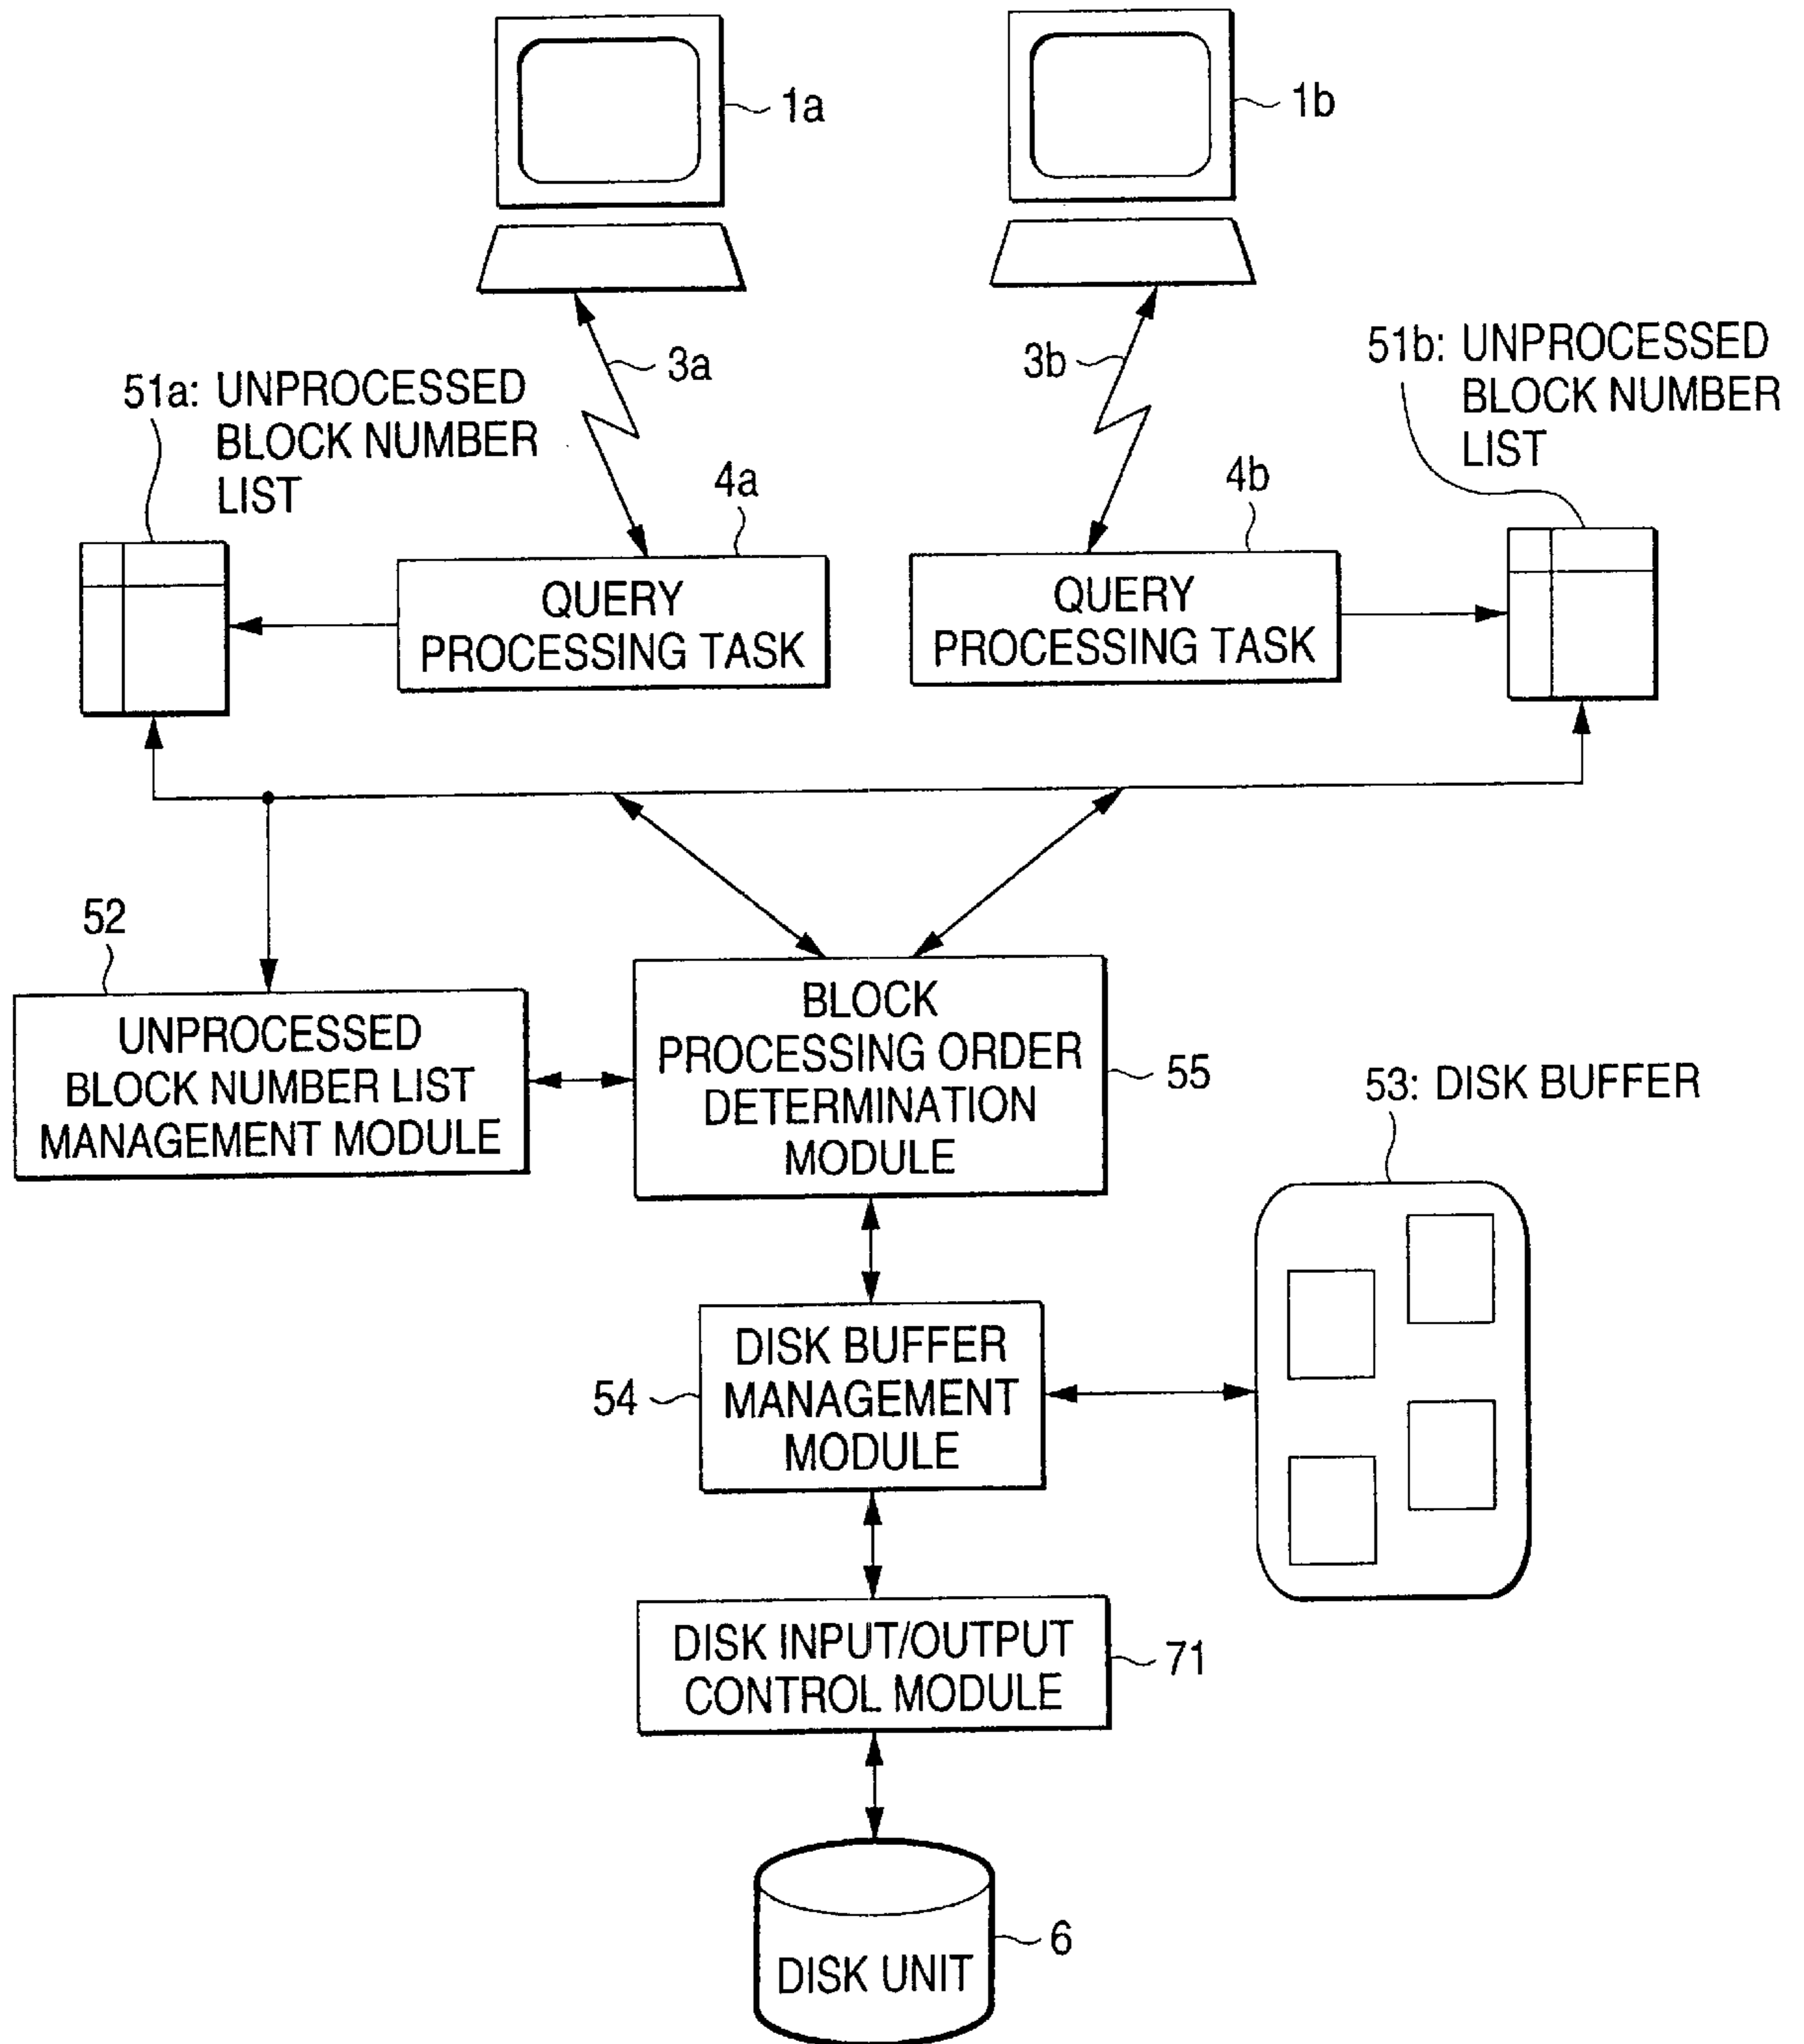 1a
1b
3a
3b
51a: UNPROCESSED
BLOCK NUMBER
LIST
51b: UNPROCESSED
BLOCK NUMBER
LIST
4a
4b
QUERY
PROCESSING TASK
QUERY
PROCESSING TASK
52
UNPROCESSED
BLOCK NUMBER LIST
MANAGEMENT MODULE
BLOCK
PROCESSING ORDER
DETERMINATION
MODULE
55
53: DISK BUFFER
54
DISK BUFFER
MANAGEMENT
MODULE
DISK INPUT/OUTPUT
CONTROL MODULE
71
6
DISK UNIT